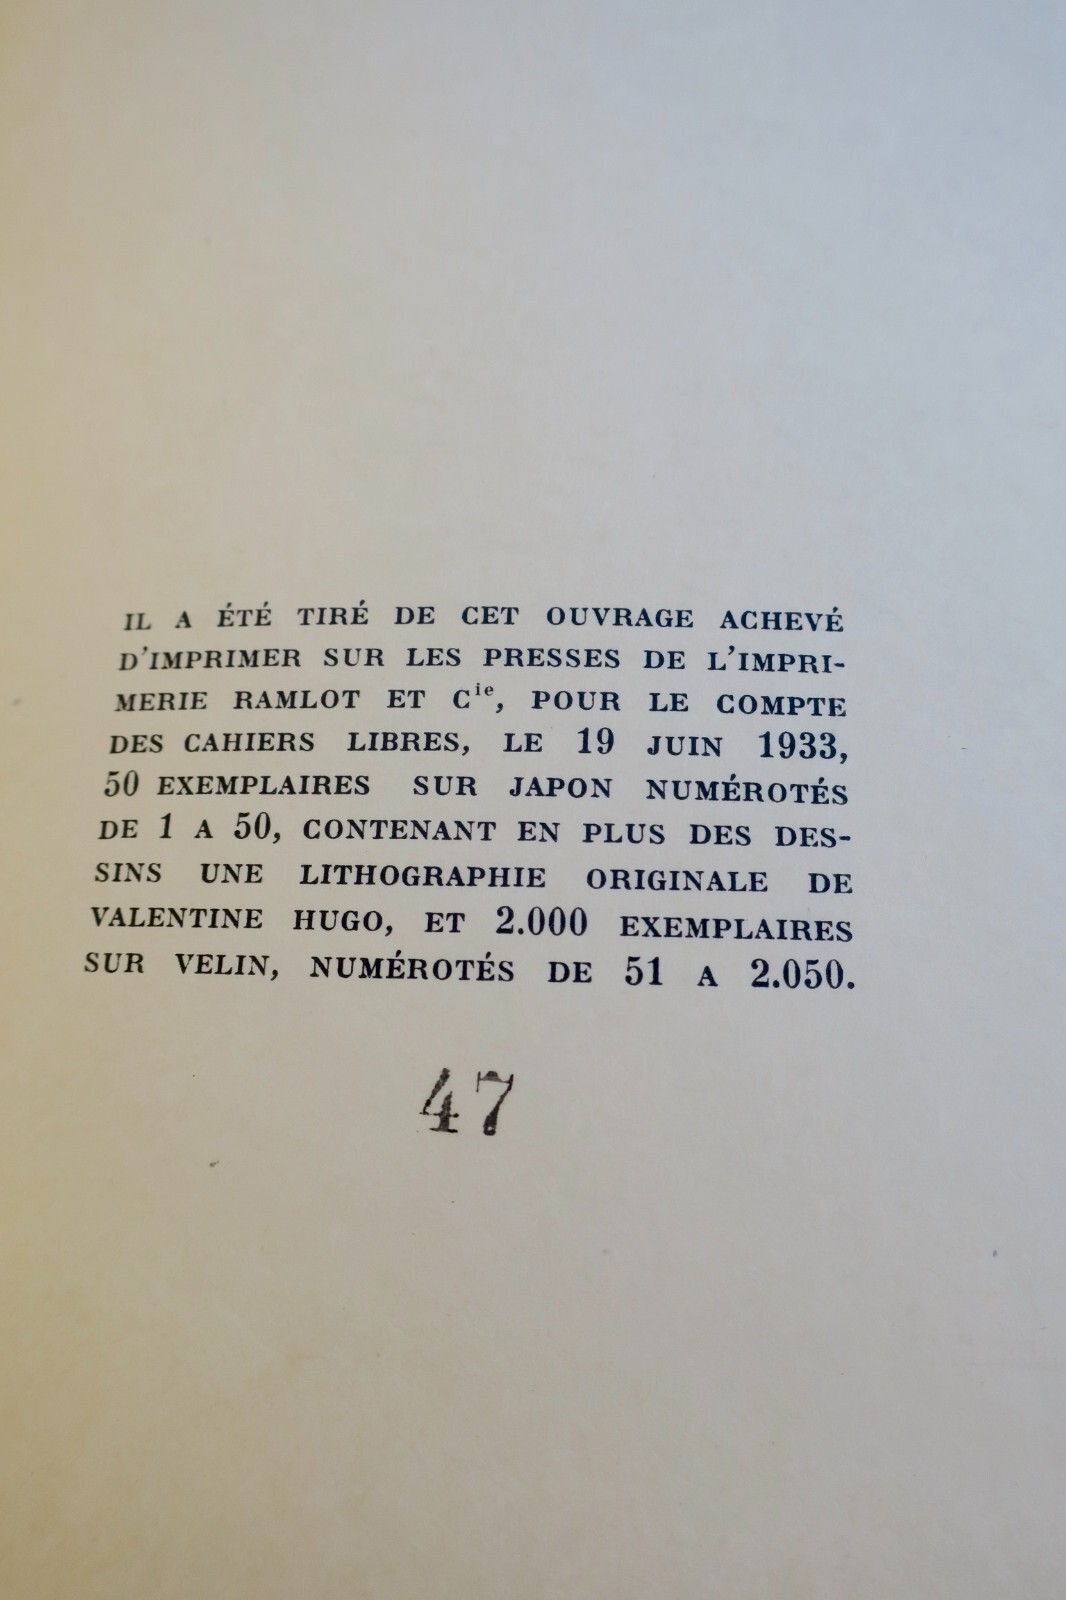 IL A ÉTÉ TIRÉ DE CET OUVRAGE ACHEVÉ
D'IMPRIMER SUR LES PRESSES DE L'IMPRI-
MERIE RAMLOT ET Cie, POUR LE COMPTE
DES CAHIERS LIBRES, LE 19 JUIN 1933,
50 EXEMPLAIRES SUR JAPON NUMÉROTÉS
DE 1 A 50, CONTENANT EN PLUS DES DES-
SINS UNE LITHOGRAPHIE ORIGINALE DE
VALENTINE HUGO, ET 2.000 EXEMPLAIRES
SUR VELIN, NUMÉROTÉS DE 51 A 2.050.
47